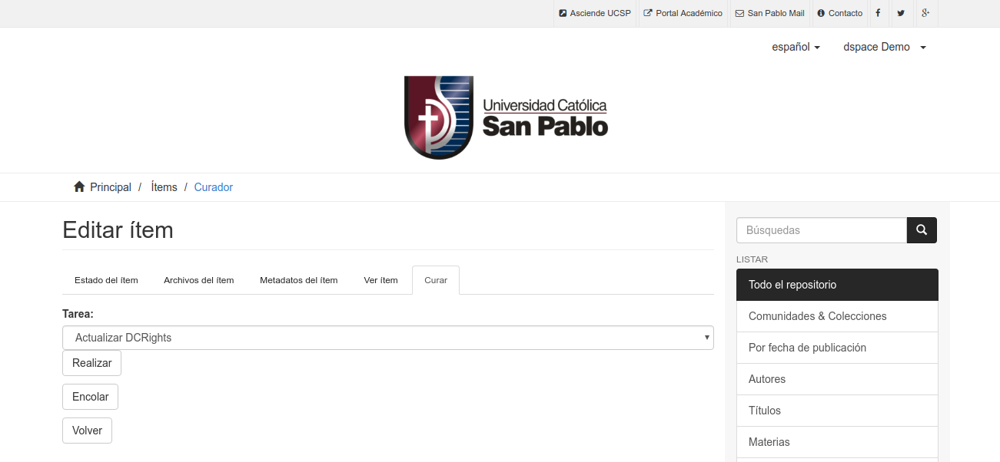 Asciende UCSP Portal Académico San Pablo Mail Contacto
español dspace Demo
Universidad Católica
San Pablo
Principal / Ítems / Curador
Editar ítem
Estado del ítem Archivos del ítem Metadatos del ítem Ver ítem Curar
Tarea:
Actualizar DCRights
Realizar
Encolar
Volver
Búsquedas
LISTAR
Todo el repositorio
Comunidades & Colecciones
Por fecha de publicación
Autores
Títulos
Materias